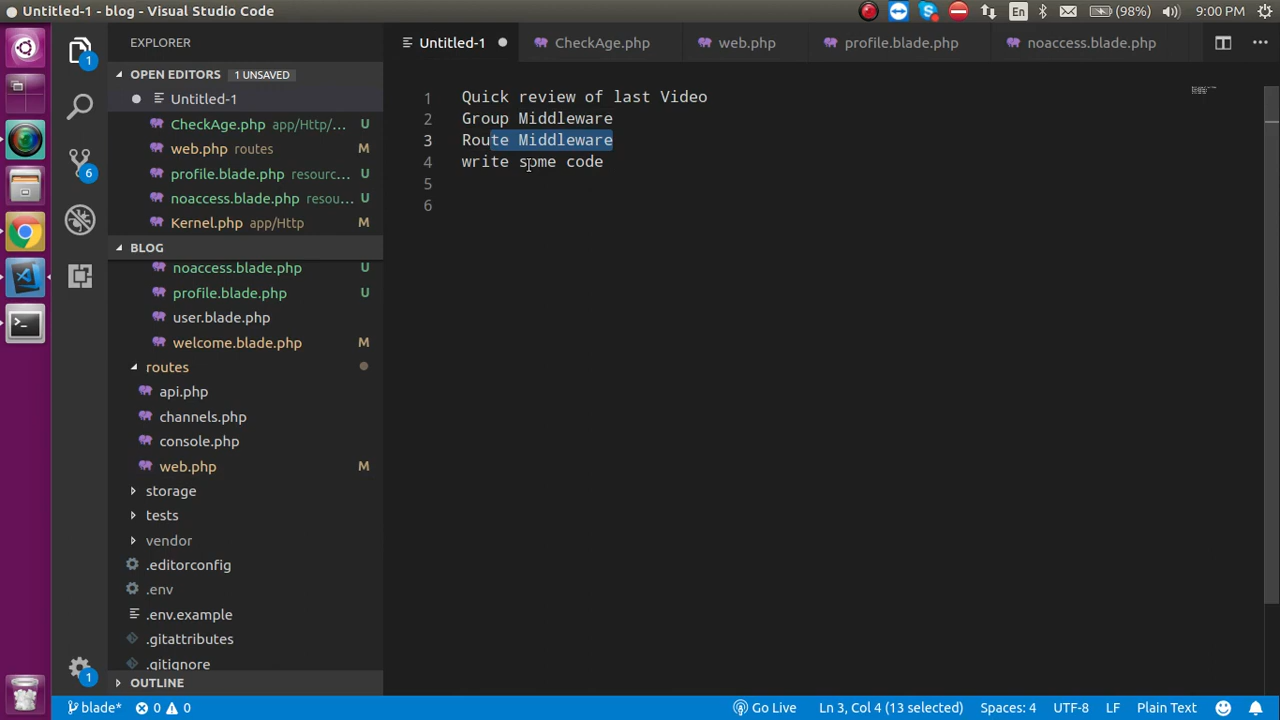 Untitled-1 - blog - Visual Studio Code
En
(98%)
9:00 PM
EXPLORER
Untitled-1
CheckAge.php
web.php
profile.blade.php
noaccess.blade.php
OPEN EDITORS
1 UNSAVED
Untitled-1
CheckAge.php app/Http/... U
web.php routes M
profile.blade.php resourc... U
noaccess.blade.php resou... U
Kernel.php app/Http M
BLOG
noaccess.blade.php U
profile.blade.php U
user.blade.php
welcome.blade.php M
routes
api.php
channels.php
console.php
web.php M
storage
tests
vendor
.editorconfig
.env
.env.example
.gitattributes
.gitignore
OUTLINE
1
6
1
1 Quick review of last Video
2 Group Middleware
3 Route Middleware
4 write some code
5
6
blade*
0
0
Go Live
Ln 3, Col 4 (13 selected)
Spaces: 4
UTF-8
LF
Plain Text